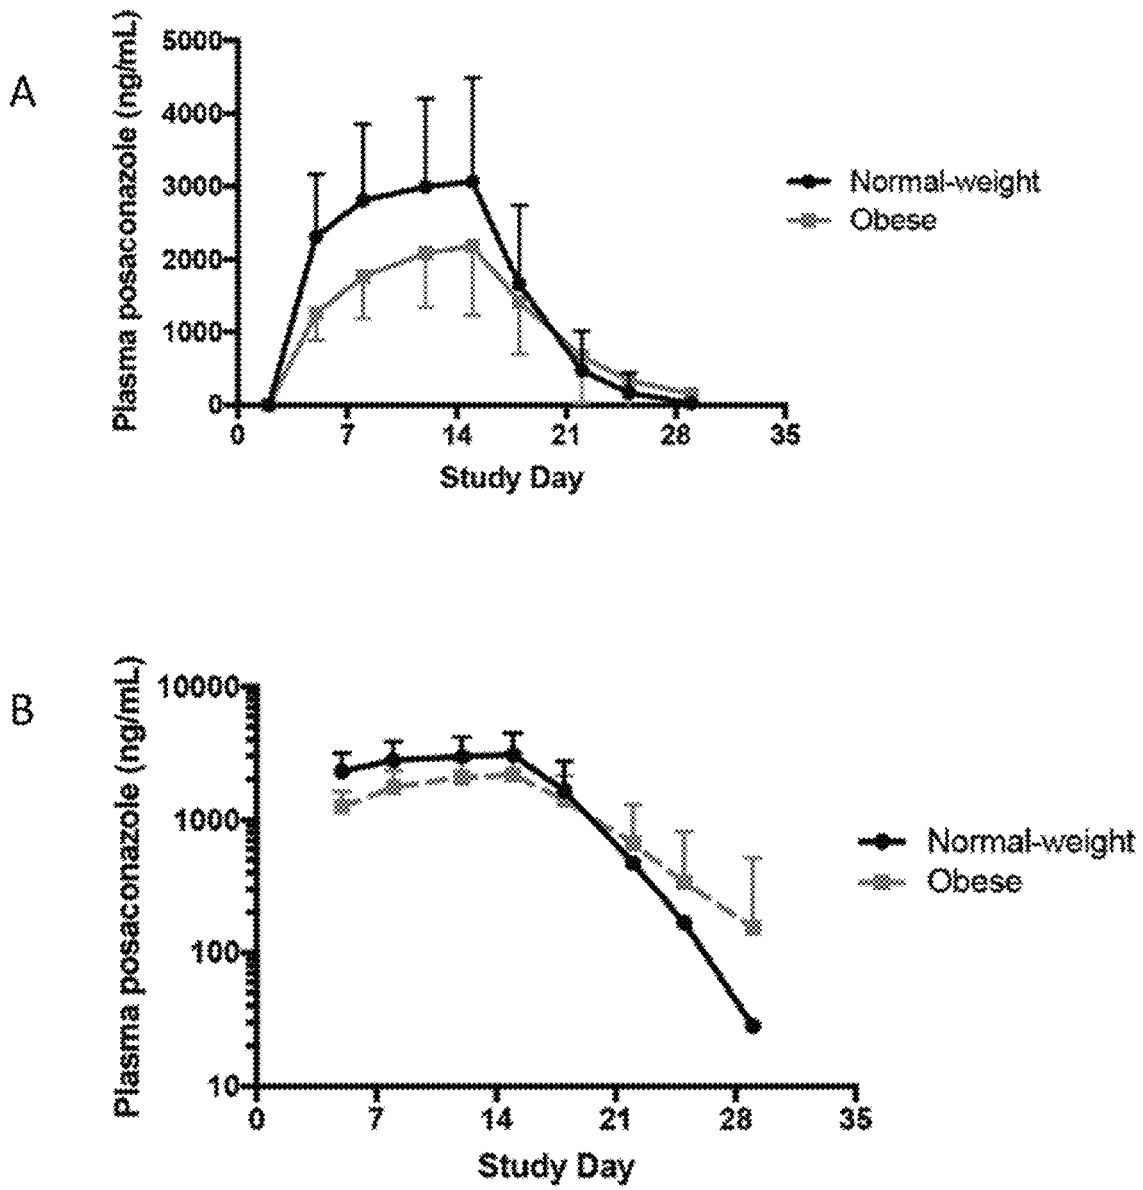 A
Plasma posaconazole (ng/mL)
5000
4000
3000
2000
1000
0
0 7 14 21 28 35
Study Day
Normal-weight
Obese
B
Plasma posaconazole (ng/mL)
10000
1000
100
10
0 7 14 21 28 35
Study Day
Normal-weight
Obese